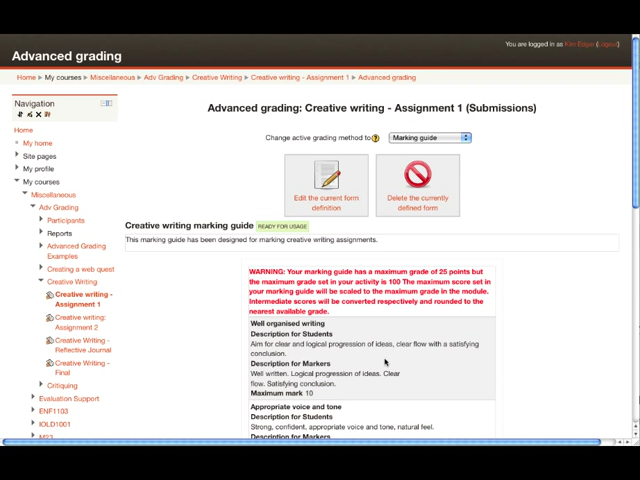 You are logged in as Kim Edgar (Logout)
Advanced grading
Home ▶ My courses ▶ Miscellaneous ▶ Adv Grading ▶ Creative Writing ▶ Creative writing - Assignment 1 ▶ Advanced grading
Navigation
Home
My home
Site pages
My profile
My courses
Miscellaneous
Adv Grading
Participants
Reports
Advanced Grading
Examples
Creating a web quest
Creative Writing
Creative writing -
Assignment 1
Creative writing:
Assignment 2
Creative Writing -
Reflective Journal
Creative Writing -
Final
Critiquing
Evaluation Support
ENF1103
IOLD1001
M23
Advanced grading: Creative writing - Assignment 1 (Submissions)
Change active grading method to
Marking guide
Edit the current form
definition
Delete the currently
defined form
Creative writing marking guide READY FOR USAGE
This marking guide has been designed for marking creative writing assignments.
WARNING: Your marking guide has a maximum grade of 25 points but
the maximum grade set in your activity is 100 The maximum score set in
your marking guide will be scaled to the maximum grade in the module.
Intermediate scores will be converted respectively and rounded to the
nearest available grade.
Well organised writing
Description for Students
Aim for clear and logical progression of ideas, clear flow with a satisfying
conclusion.
Description for Markers
Well written. Logical progression of ideas. Clear
flow. Satisfying conclusion.
Maximum mark 10
Appropriate voice and tone
Description for Students
Strong, confident, appropriate voice and tone, natural feel.
Description for Markers